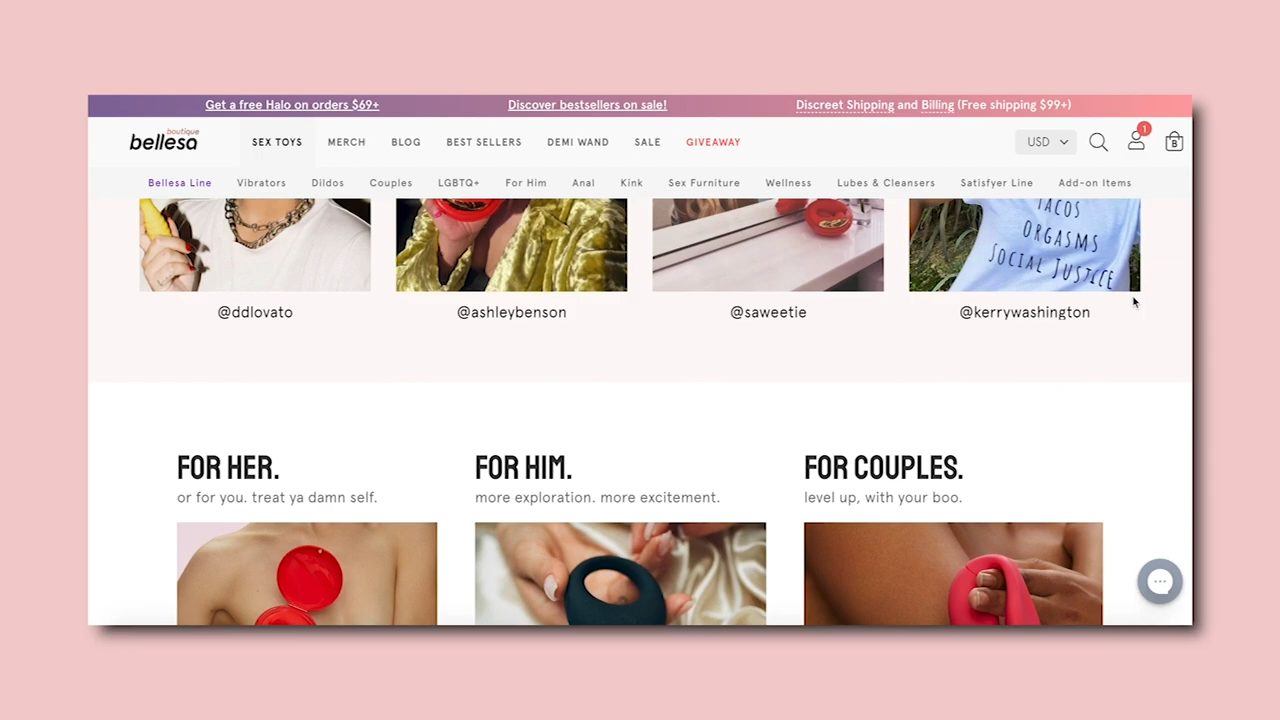 Get a free Halo on orders $69+ Discover bestsellers on sale! Discreet Shipping and Billing (Free shipping $99+)
boutique
bellesa
SEX TOYS MERCH BLOG BEST SELLERS DEMI WAND SALE GIVEAWAY USD 1 B
Bellesa Line Vibrators Dildos Couples LGBTQ+ For Him Anal Kink Sex Furniture Wellness Lubes & Cleansers Satisfyer Line Add-on Items
TACOS
ORGASMS
SOCIAL JUSTICE
@ddlovato @ashleybenson @saweetie @kerrywashington
FOR HER. FOR HIM. FOR COUPLES.
or for you. treat ya damn self. more exploration. more excitement. level up, with your boo.